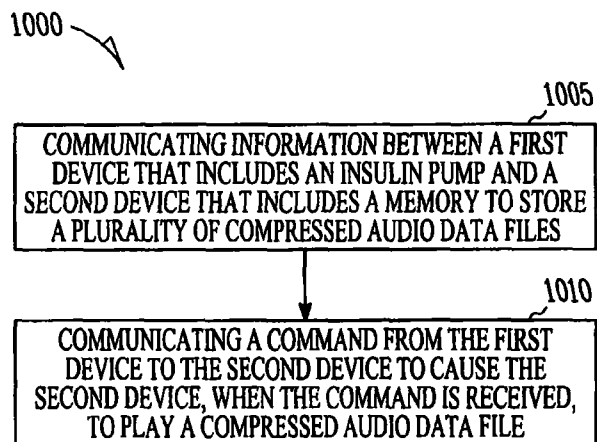 1000
1005
COMMUNICATING INFORMATION BETWEEN A FIRST
DEVICE THAT INCLUDES AN INSULIN PUMP AND A
SECOND DEVICE THAT INCLUDES A MEMORY TO STORE
A PLURALITY OF COMPRESSED AUDIO DATA FILES
1010
COMMUNICATING A COMMAND FROM THE FIRST
DEVICE TO THE SECOND DEVICE TO CAUSE THE
SECOND DEVICE, WHEN THE COMMAND IS RECEIVED,
TO PLAY A COMPRESSED AUDIO DATA FILE